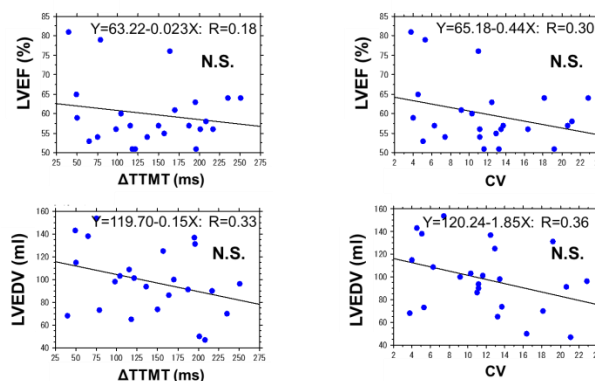 Y=63.22-0.023X: R=0.18
N.S.
LVEF (%)
85
80
75
70
65
60
55
50
25 50 75 100 125 150 175 200 225 250 275
ΔTTMT (ms)
Y=65.18-0.44X: R=0.30
N.S.
LVEF (%)
85
80
75
70
65
60
55
50
2 4 6 8 10 12 14 16 18 20 22
CV
Y=119.70-0.15X: R=0.33
N.S.
LVEDV (ml)
160
140
120
100
80
60
40
25 50 75 100 125 150 175 200 225 250 275
ΔTTMT (ms)
Y=120.24-1.85X: R=0.36
N.S.
LVEDV (ml)
160
140
120
100
80
60
40
2 4 6 8 10 12 14 16 18 20 22
CV